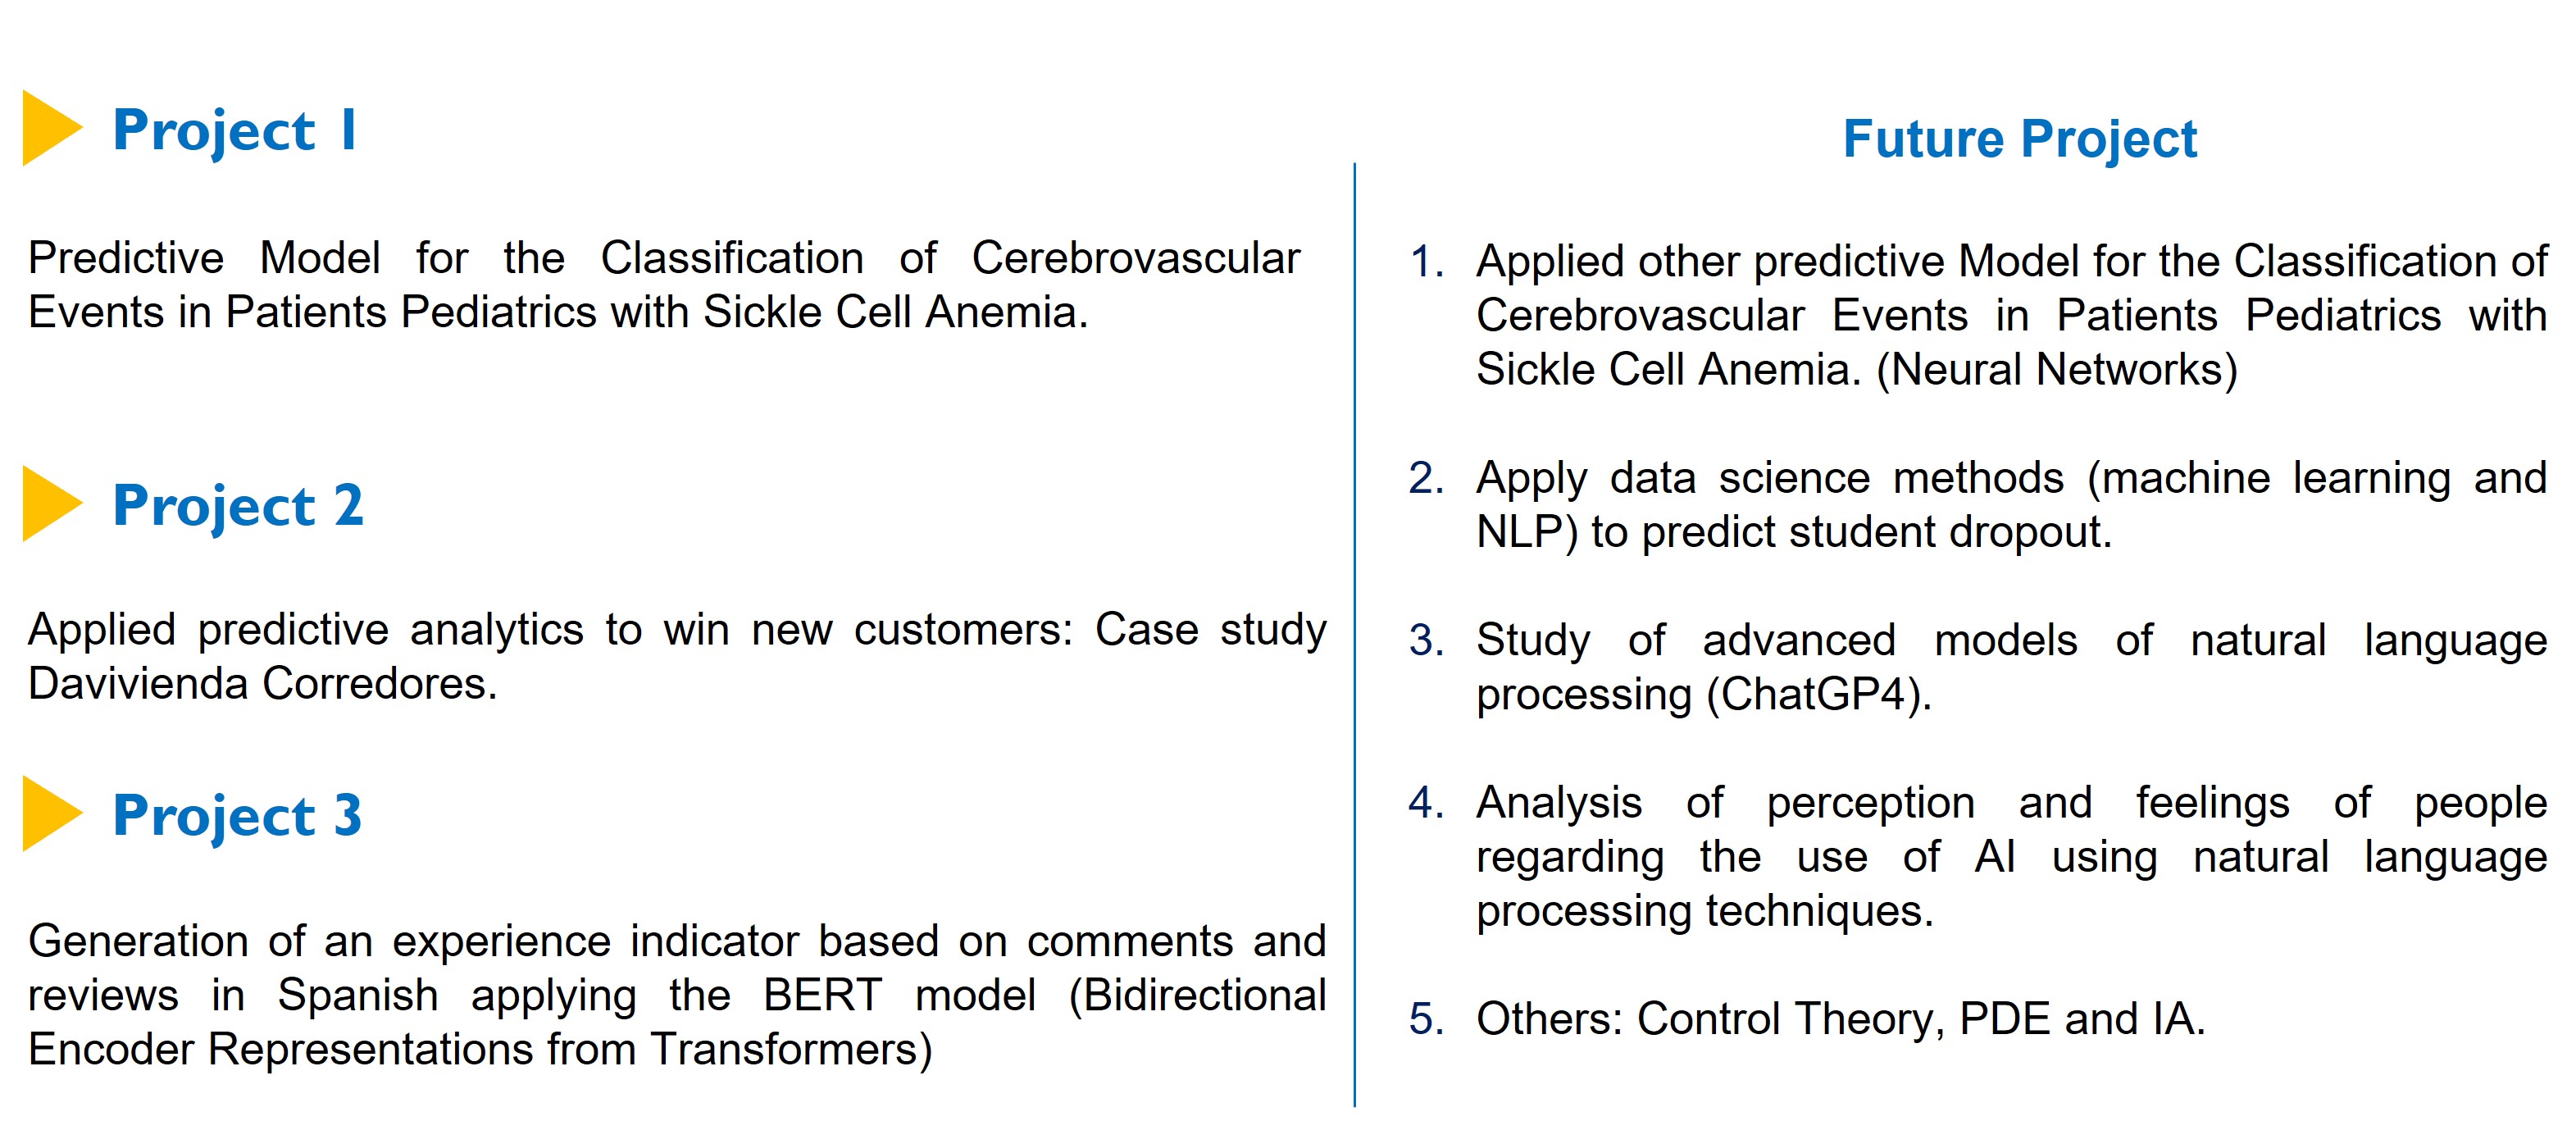 Project 1
Predictive Model for the Classification of Cerebrovascular
Events in Patients Pediatrics with Sickle Cell Anemia.
Project 2
Applied predictive analytics to win new customers: Case study
Davivienda Corredores.
Project 3
Generation of an experience indicator based on comments and
reviews in Spanish applying the BERT model (Bidirectional
Encoder Representations from Transformers)
Future Project
1. Applied other predictive Model for the Classification of
Cerebrovascular Events in Patients Pediatrics with
Sickle Cell Anemia. (Neural Networks)
2. Apply data science methods (machine learning and
NLP) to predict student dropout.
3. Study of advanced models of natural language
processing (ChatGP4).
4. Analysis of perception and feelings of people
regarding the use of AI using natural language
processing techniques.
5. Others: Control Theory, PDE and IA.